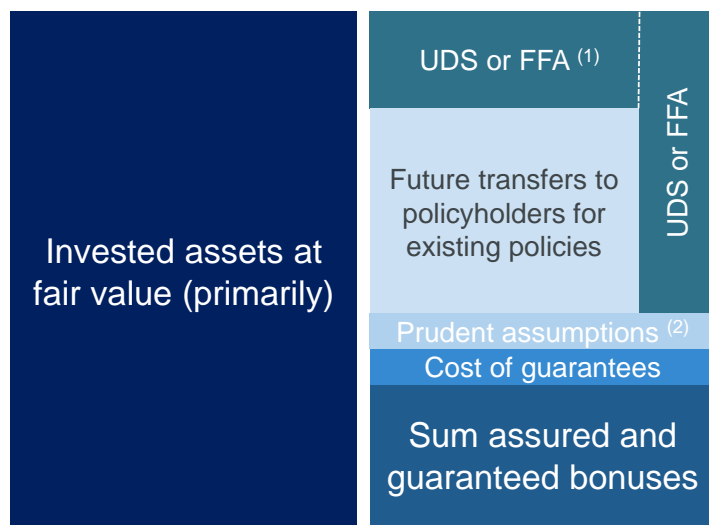 Invested assets at
fair value (primarily)
UDS or FFA (1)
UDS or FFA
Future transfers to
policyholders for
existing policies
Prudent assumptions (2)
Cost of guarantees
Sum assured and
guaranteed bonuses